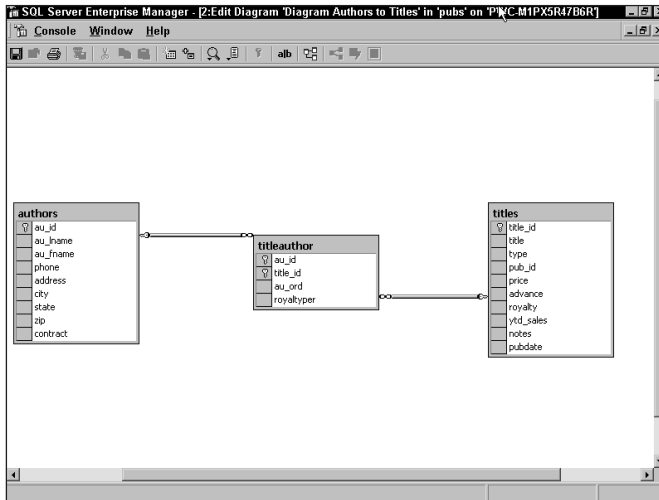 SQL Server Enterprise Manager - [2:Edit Diagram 'Diagram Authors to Titles' in 'pubs' on 'PWC-M1PX5R47B6R']
Console Window Help
a|b
authors
au_id
au_lname
au_fname
phone
address
city
state
zip
contract
titleauthor
au_id
title_id
au_ord
royaltyper
titles
title_id
title
type
pub_id
price
advance
royalty
ytd_sales
notes
pubdate